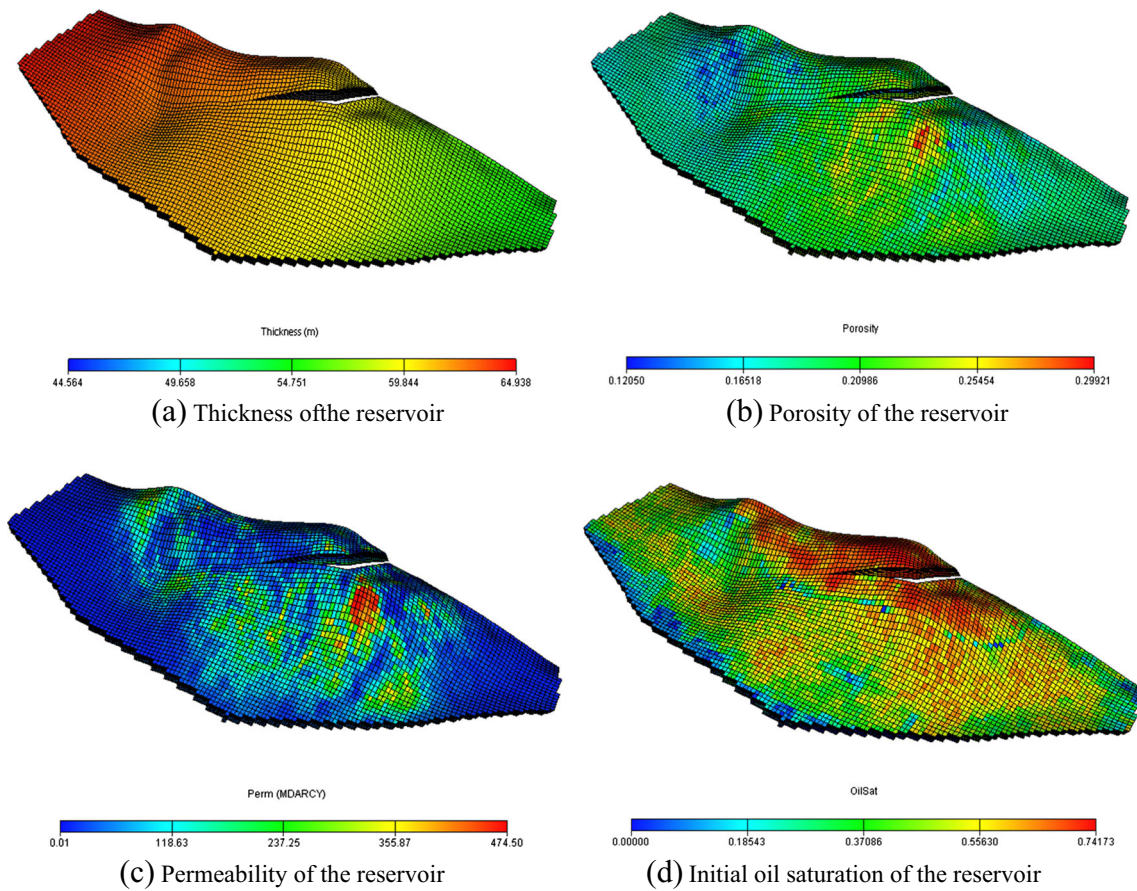 Thickness (m)
44.564 49.658 54.751 59.844 64.938
(a) Thickness ofthe reservoir
Porosity
0.12050 0.16518 0.20986 0.25454 0.29921
(b) Porosity of the reservoir
Perm (MDARCY)
0.01 118.63 237.25 355.87 474.50
(c) Permeability of the reservoir
OilSat
0.00000 0.18543 0.37086 0.55630 0.74173
(d) Initial oil saturation of the reservoir